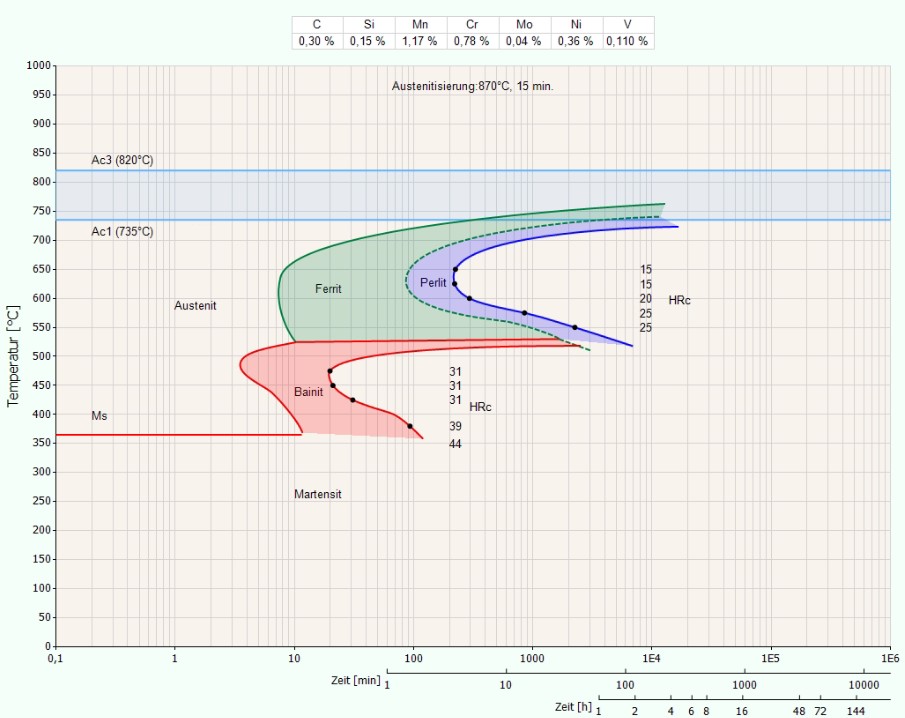 C Si Mn Cr Mo Ni V
0,30 % 0,15 % 1,17 % 0,78 % 0,04 % 0,36 % 0,110 %
1000
Austenitisierung:870°C, 15 min.
950
900
850
Ac3 (820°C)
800
750
Ac1 (735°C)
700
650
15
Perlit
15
Ferrit
600
20
HRc
Austenit
25
550
25
500
31
450
31
Bainit
31
HRc
400
Ms
39
350
44
300
Martensit
250
200
150
100
50
0
Temperatur [°C]
0,1 1 10 100 1000 1E4 1E5 1E6
Zeit [min] 1 10 100 1000 10000
Zeit [h] 1 2 4 6 8 16 48 72 144